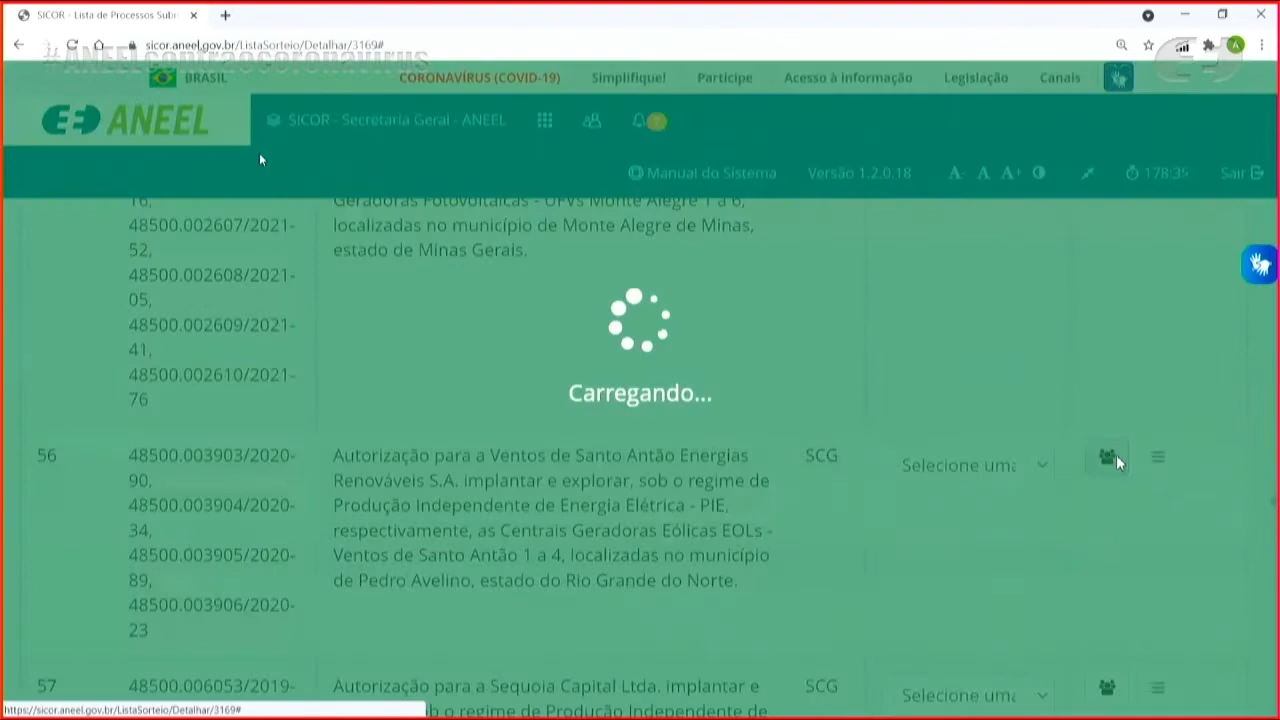 SICOR - Lista de Processos Sub
sicor.aneel.gov.br/ListaSorteio/Detalhar/3169#
#ANEELcontraocoronavírus
BRASIL
CORONAVÍRUS (COVID-19)
Simplifique!
Participe
Acesso à informação
Legislação
Canais
ANEEL
SICOR - Secretaria Geral - ANEEL
Manual do Sistema
Versão 1.2.0.18
A- A A+
178:35
Sair
16,
48500.002607/2021-
52,
48500.002608/2021-
05,
48500.002609/2021-
41,
48500.002610/2021-
76
Geradoras Fotovoltaicas - UFVs Monte Alegre 1 a 6,
localizadas no município de Monte Alegre de Minas,
estado de Minas Gerais.
Carregando...
56
48500.003903/2020-
90,
48500.003904/2020-
34,
48500.003905/2020-
89,
48500.003906/2020-
23
Autorização para a Ventos de Santo Antão Energias
Renováveis S.A. implantar e explorar, sob o regime de
Produção Independente de Energia Elétrica - PIE,
respectivamente, as Centrais Geradoras Eólicas EOLs -
Ventos de Santo Antão 1 a 4, localizadas no município
de Pedro Avelino, estado do Rio Grande do Norte.
SCG
Selecione uma
57
48500.006053/2019-
Autorização para a Sequoia Capital Ltda. implantar e
sob o regime de Produção Independente de
SCG
Selecione uma
https://sicor.aneel.gov.br/ListaSorteio/Detalhar/3169#